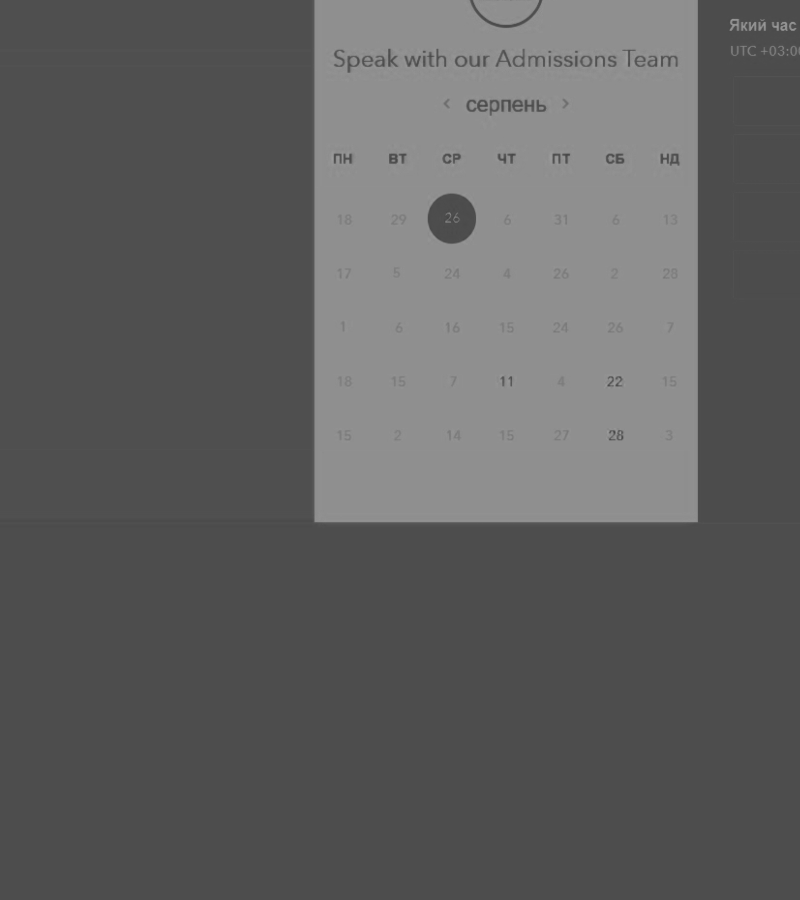 Speak with our Admissions Team
< серпень >
ПН ВТ СР ЧТ ПТ СБ НД
18 29 26 6 31 6 13
17 5 24 4 26 2 28
1 6 16 15 24 26 7
18 15 7 11 4 22 15
15 2 14 15 27 28 3
Який час
UTC +03:00